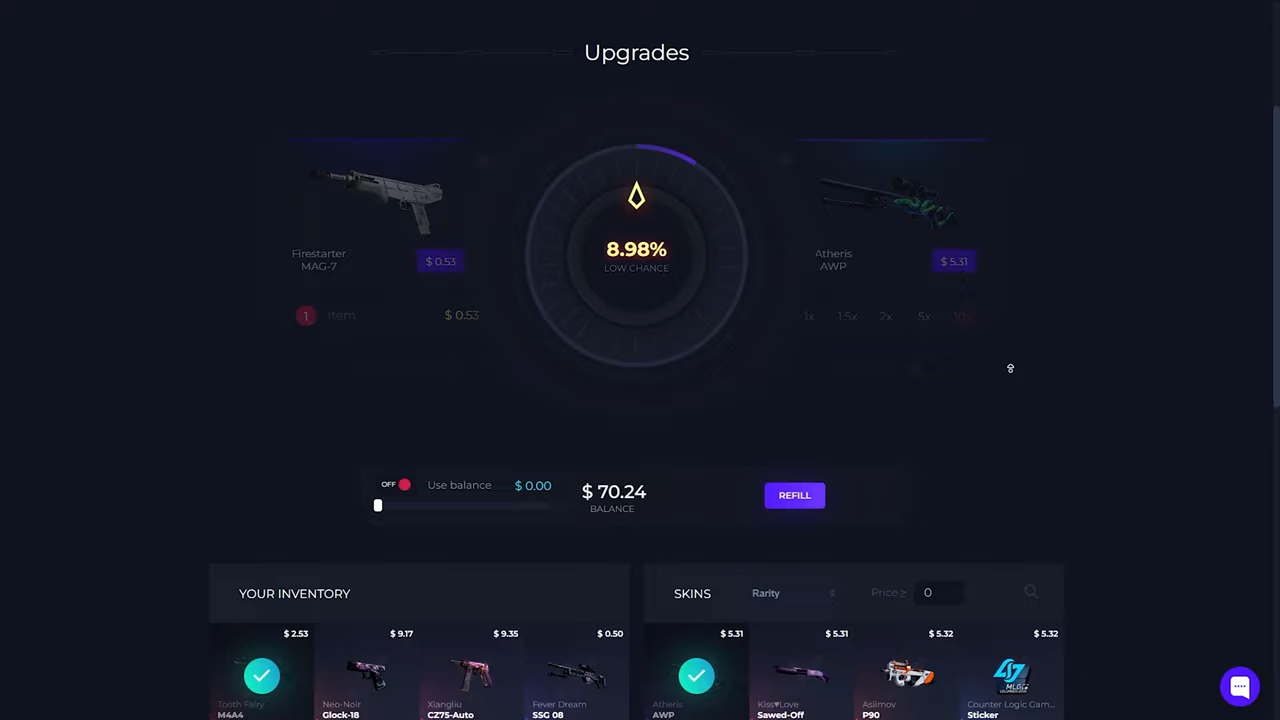 Upgrades
8.98%
LOW CHANCE
Firestarter
MAG-7
$ 0.53
1 item
$ 0.53
Atheris
AWP
$ 5.31
1x 1.5x 2x 5x 10x
OFF
Use balance
$ 0.00
$ 70.24
BALANCE
REFILL
YOUR INVENTORY
$ 2.53
Tooth Fairy
M4A4
$ 9.17
Neo-Noir
Glock-18
$ 9.35
Xiangliu
CZ75-Auto
$ 0.50
Fever Dream
SSG 08
SKINS
Rarity
Price ≥ 0
$ 5.31
Atheris
AWP
$ 5.31
Kiss♥Love
Sawed-Off
$ 5.32
Asiimov
P90
$ 5.32
MLG
Counter Logic Gam...
Sticker